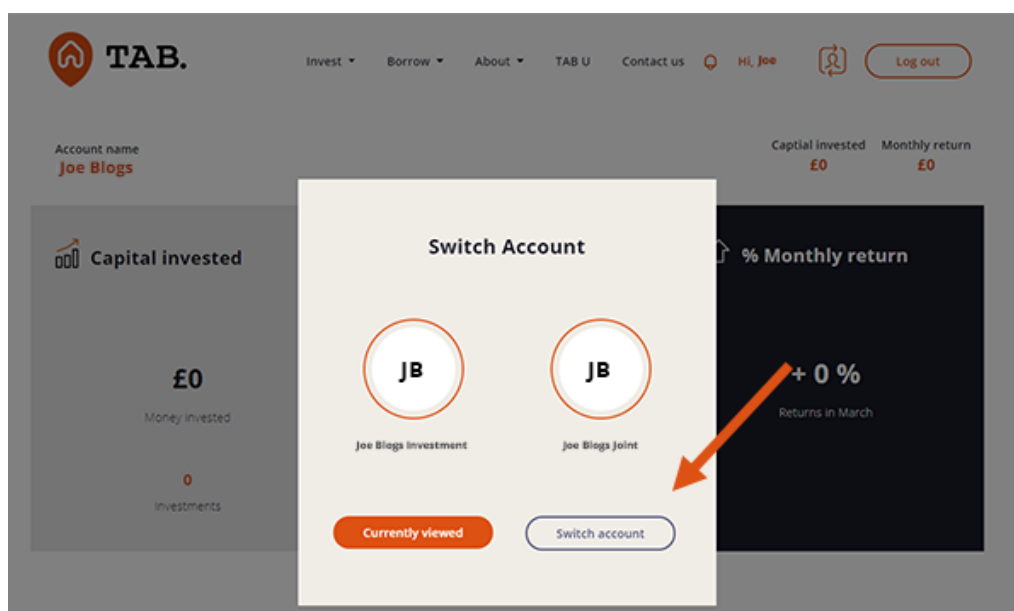 TAB.
Invest Borrow About TAB U Contact us Hi, Joe Log out
Account name
Joe Blogs
Captial invested Monthly return
£0 £0
Switch Account
Capital invested
% Monthly return
£0
Money invested
0
Investments
JB JB
Joe Blogs Investment Joe Blogs Joint
Currently viewed Switch account
+ 0 %
Returns in March